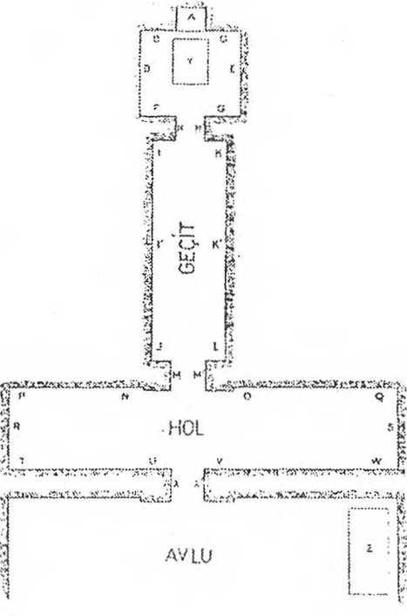 A
Y
D E
F G
H H
I K
I' K'
GEÇİT
J L
M M
P N O Q
R HOL S
T U V W
X X
Z
AVLU